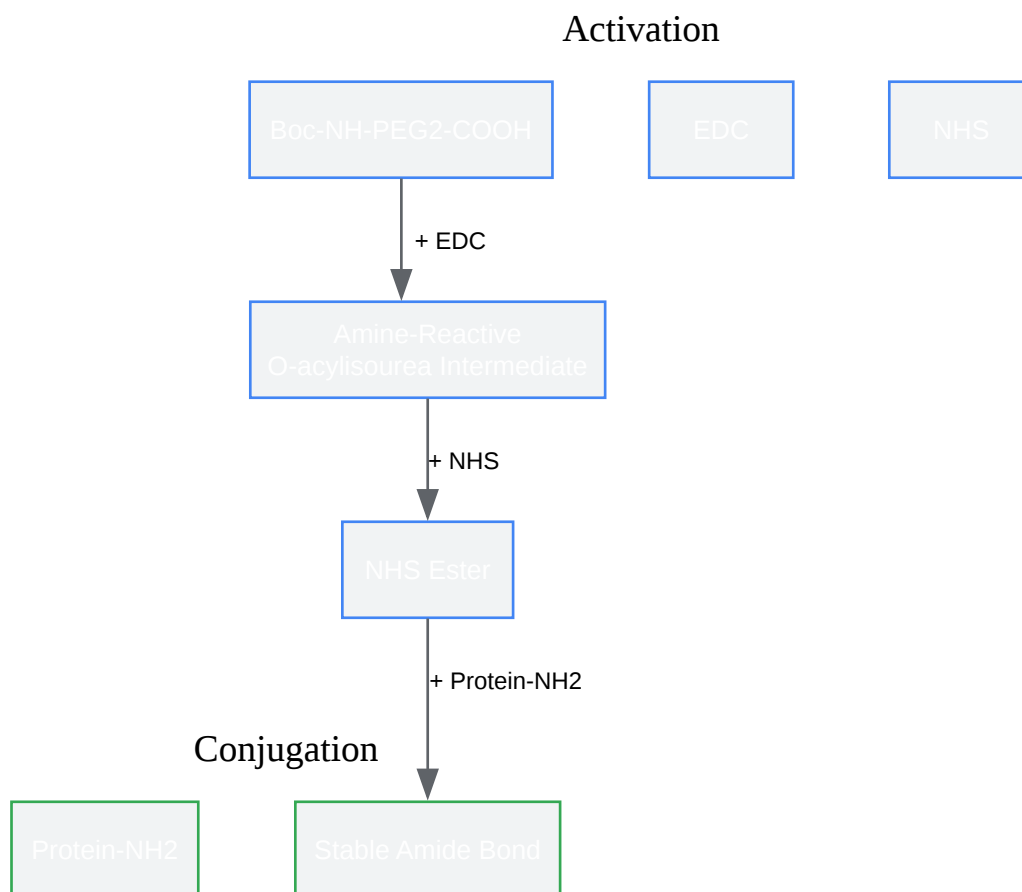 Activation
Boc-NH-PEG2-COOH
EDC
NHS
+ EDC
Amine-Reactive
O-acylisourea Intermediate
+ NHS
NHS Ester
+ Protein-NH2
Conjugation
Protein-NH2
Stable Amide Bond